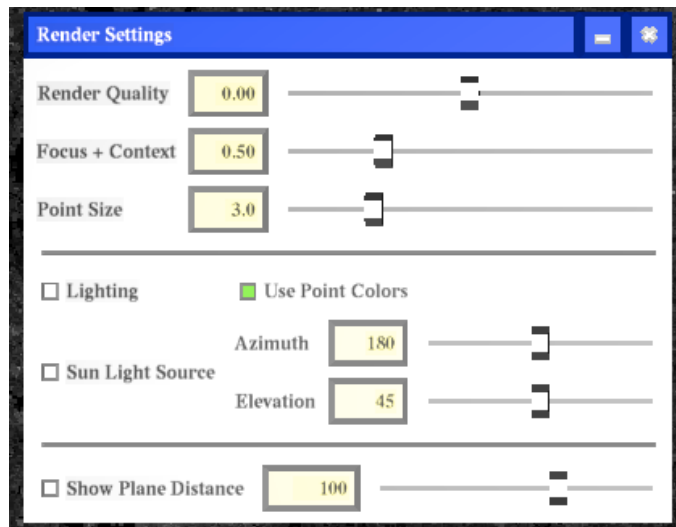 Render Settings
Render Quality 0.00
Focus + Context 0.50
Point Size 3.0
Lighting Use Point Colors
Azimuth 180
Sun Light Source
Elevation 45
Show Plane Distance 100